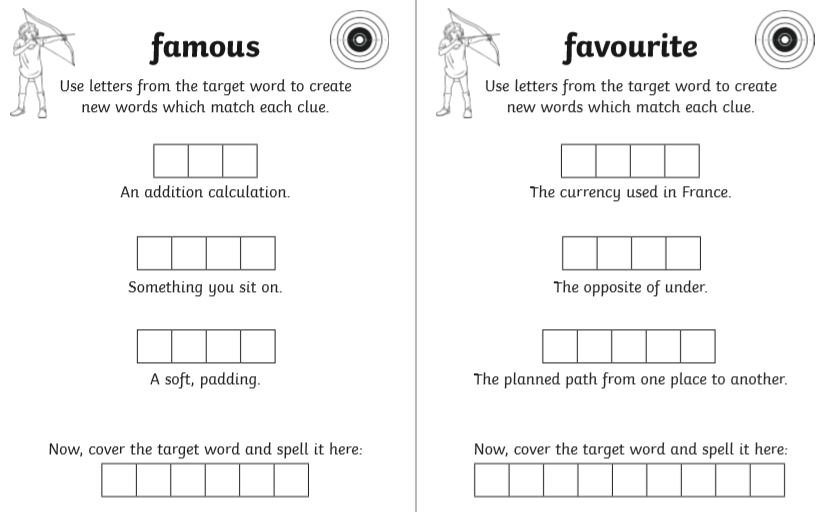 famous
Use letters from the target word to create
new words which match each clue.
An addition calculation.
Something you sit on.
A soft, padding.
Now, cover the target word and spell it here:
favourite
Use letters from the target word to create
new words which match each clue.
The currency used in France.
The opposite of under.
The planned path from one place to another.
Now, cover the target word and spell it here: